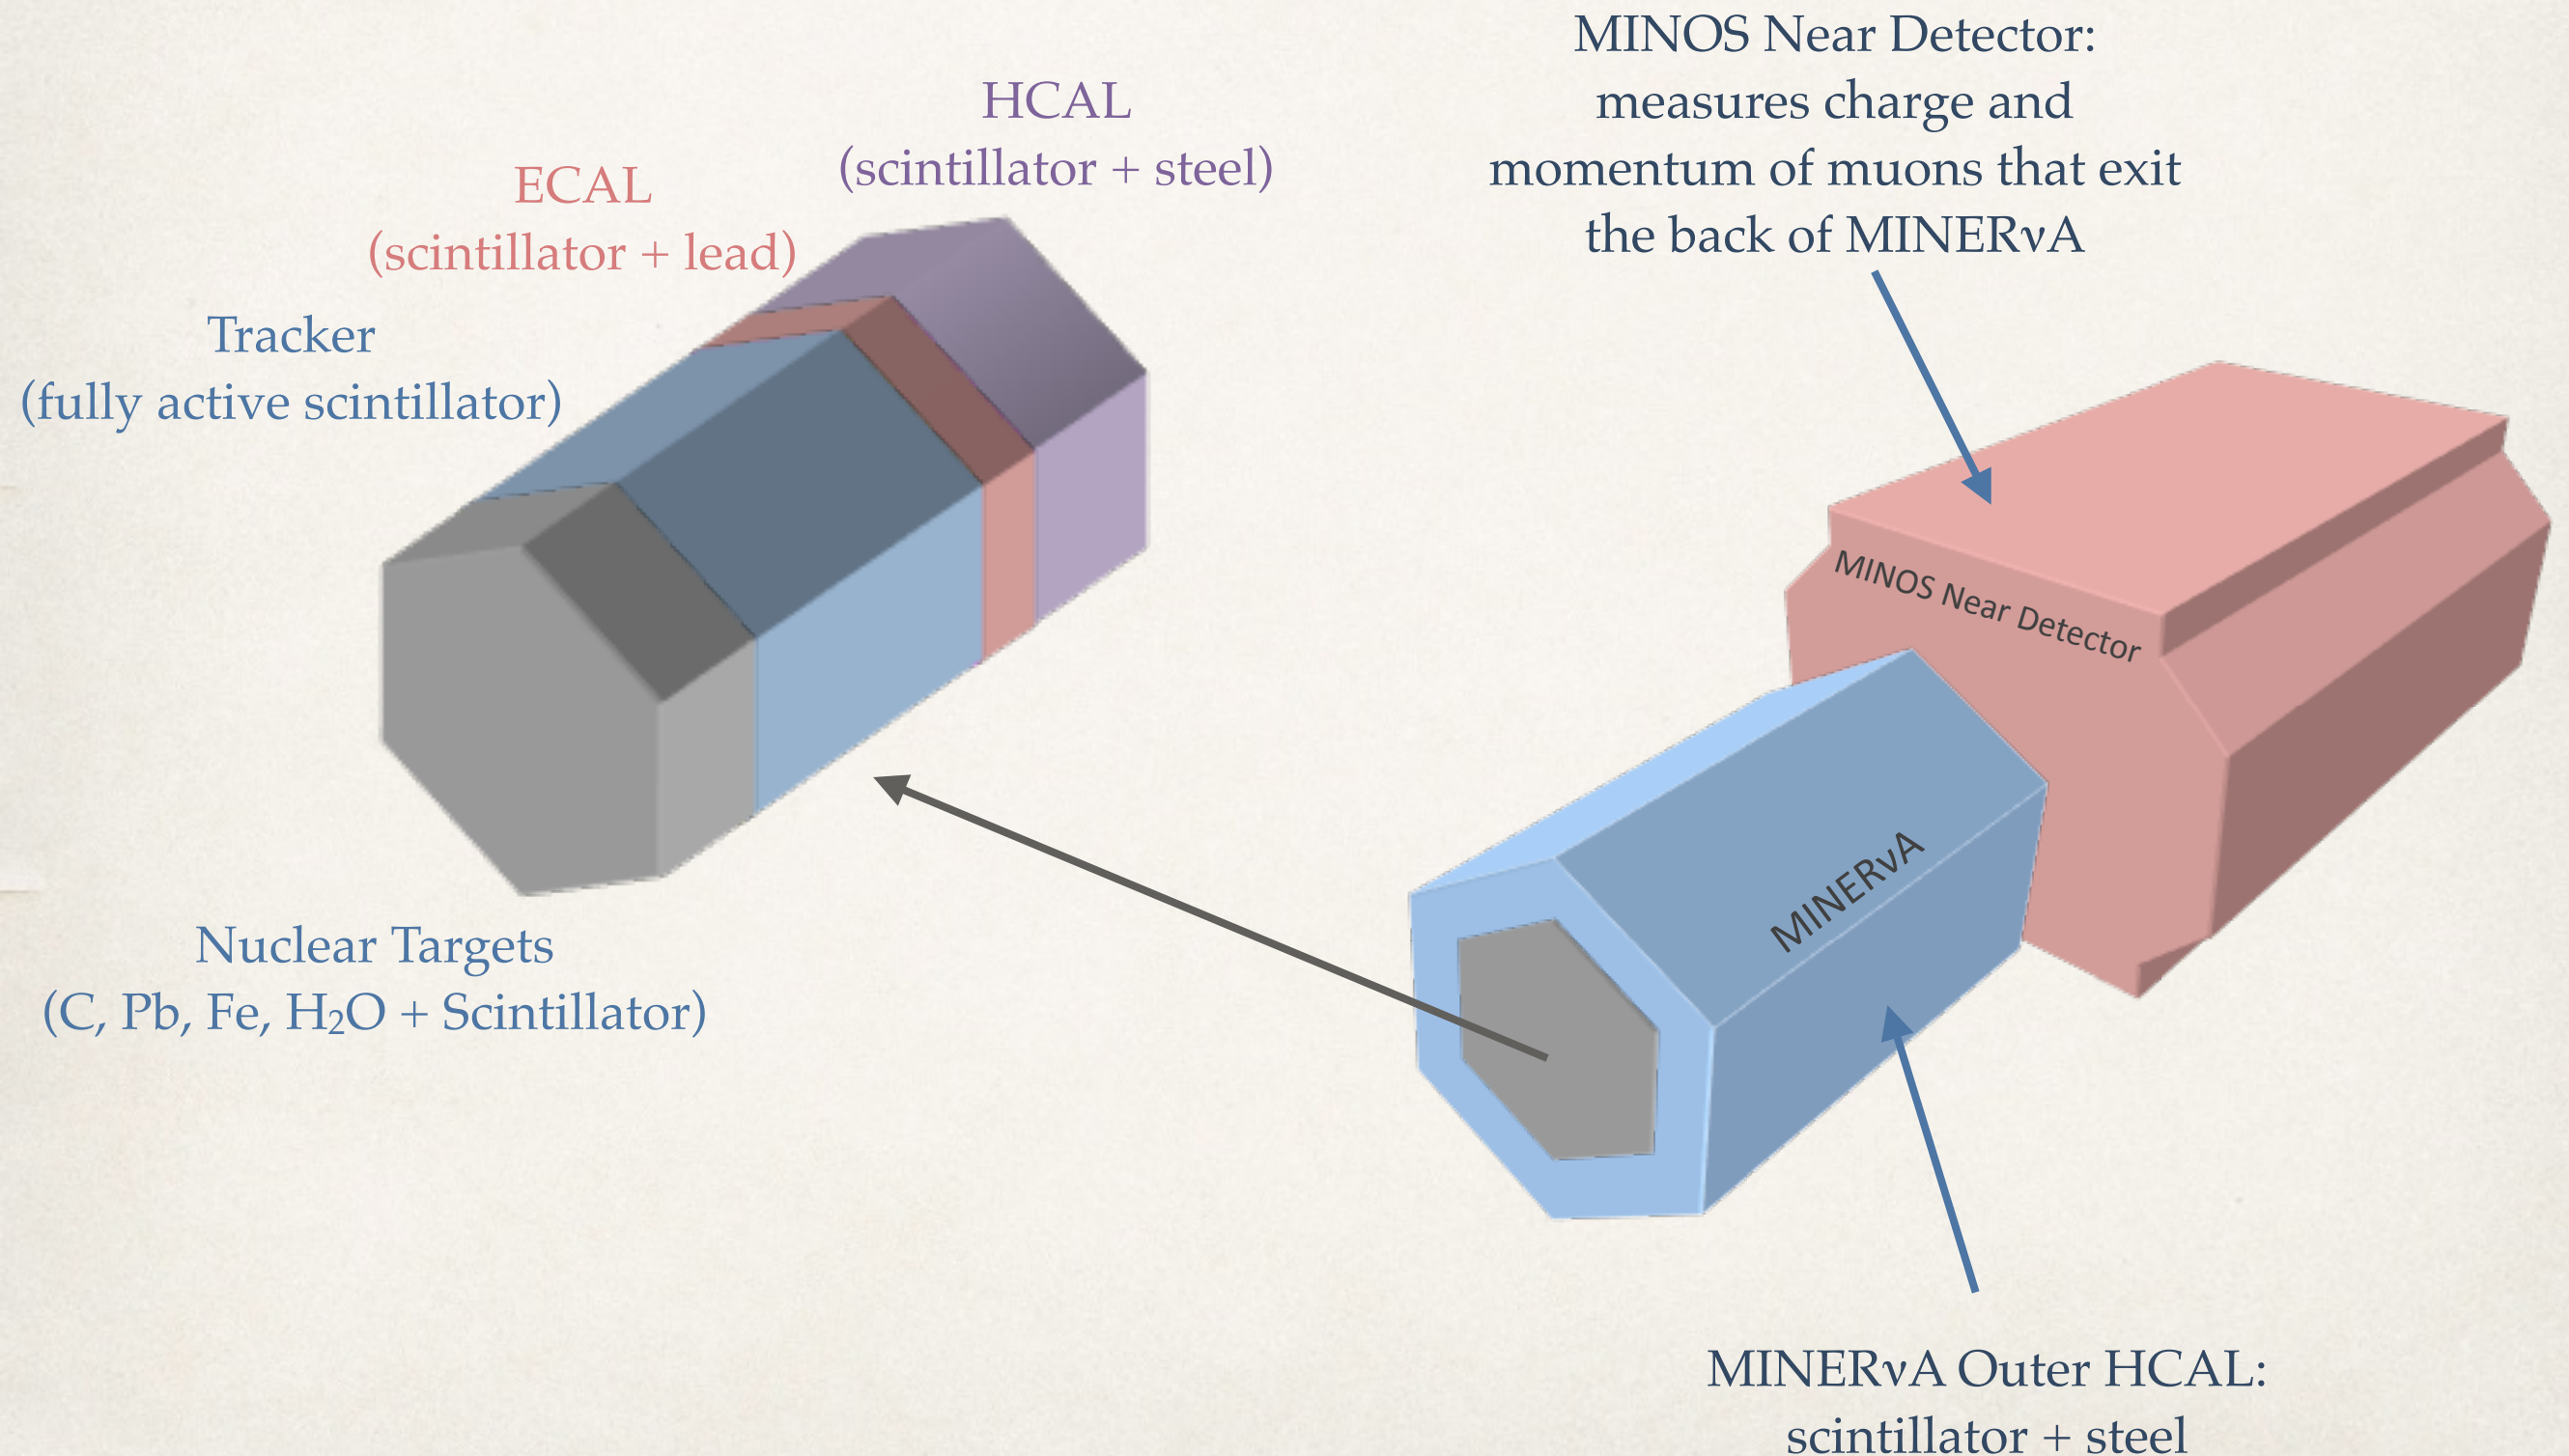 HCAL
(scintillator + steel)
ECAL
(scintillator + lead)
Tracker
(fully active scintillator)
Nuclear Targets
(C, Pb, Fe, H₂O + Scintillator)
MINOS Near Detector:
measures charge and
momentum of muons that exit
the back of MINERνA
MINOS Near Detector
MINERνA
MINERνA Outer HCAL:
scintillator + steel